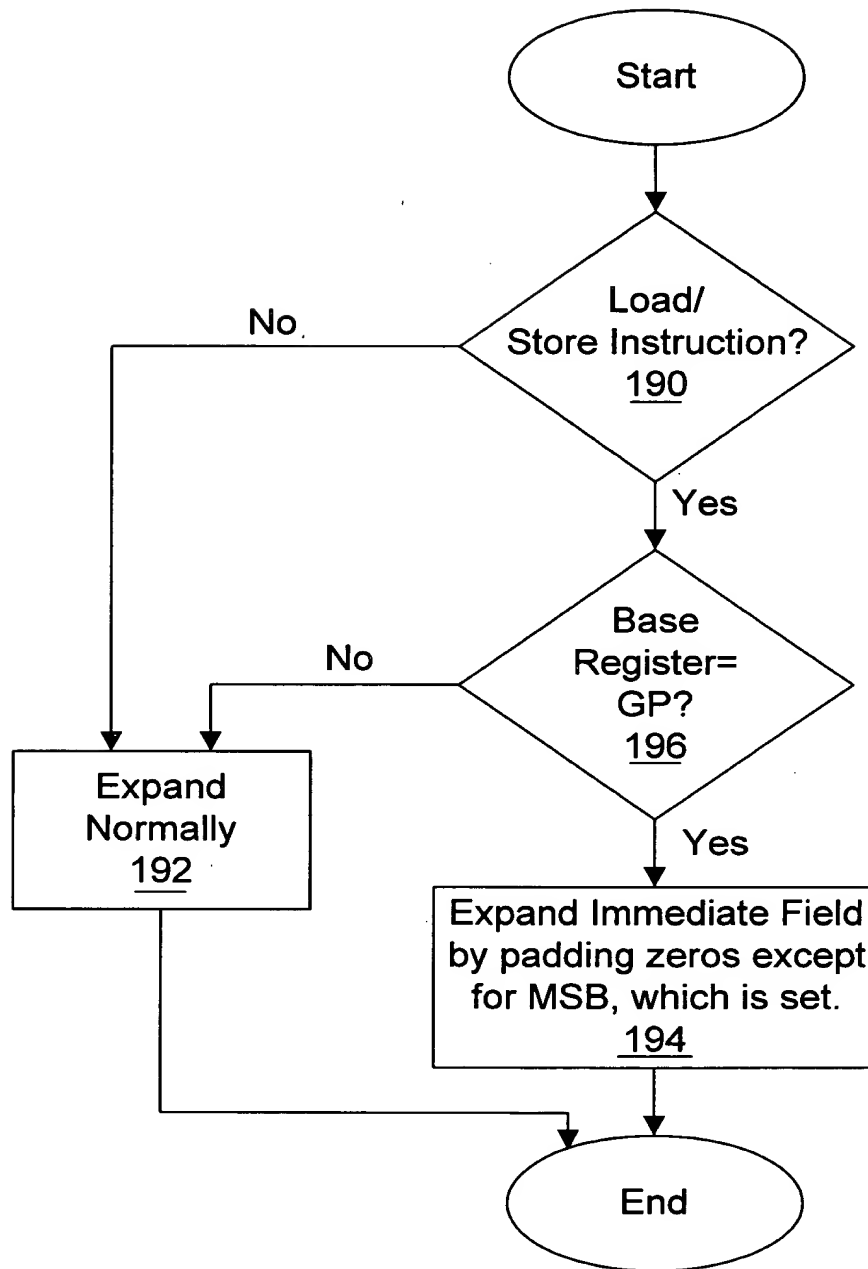 Start
Load/
Store Instruction?
190
No
Yes
Base
Register=
GP?
196
No
Yes
Expand
Normally
192
Expand Immediate Field
by padding zeros except
for MSB, which is set.
194
End